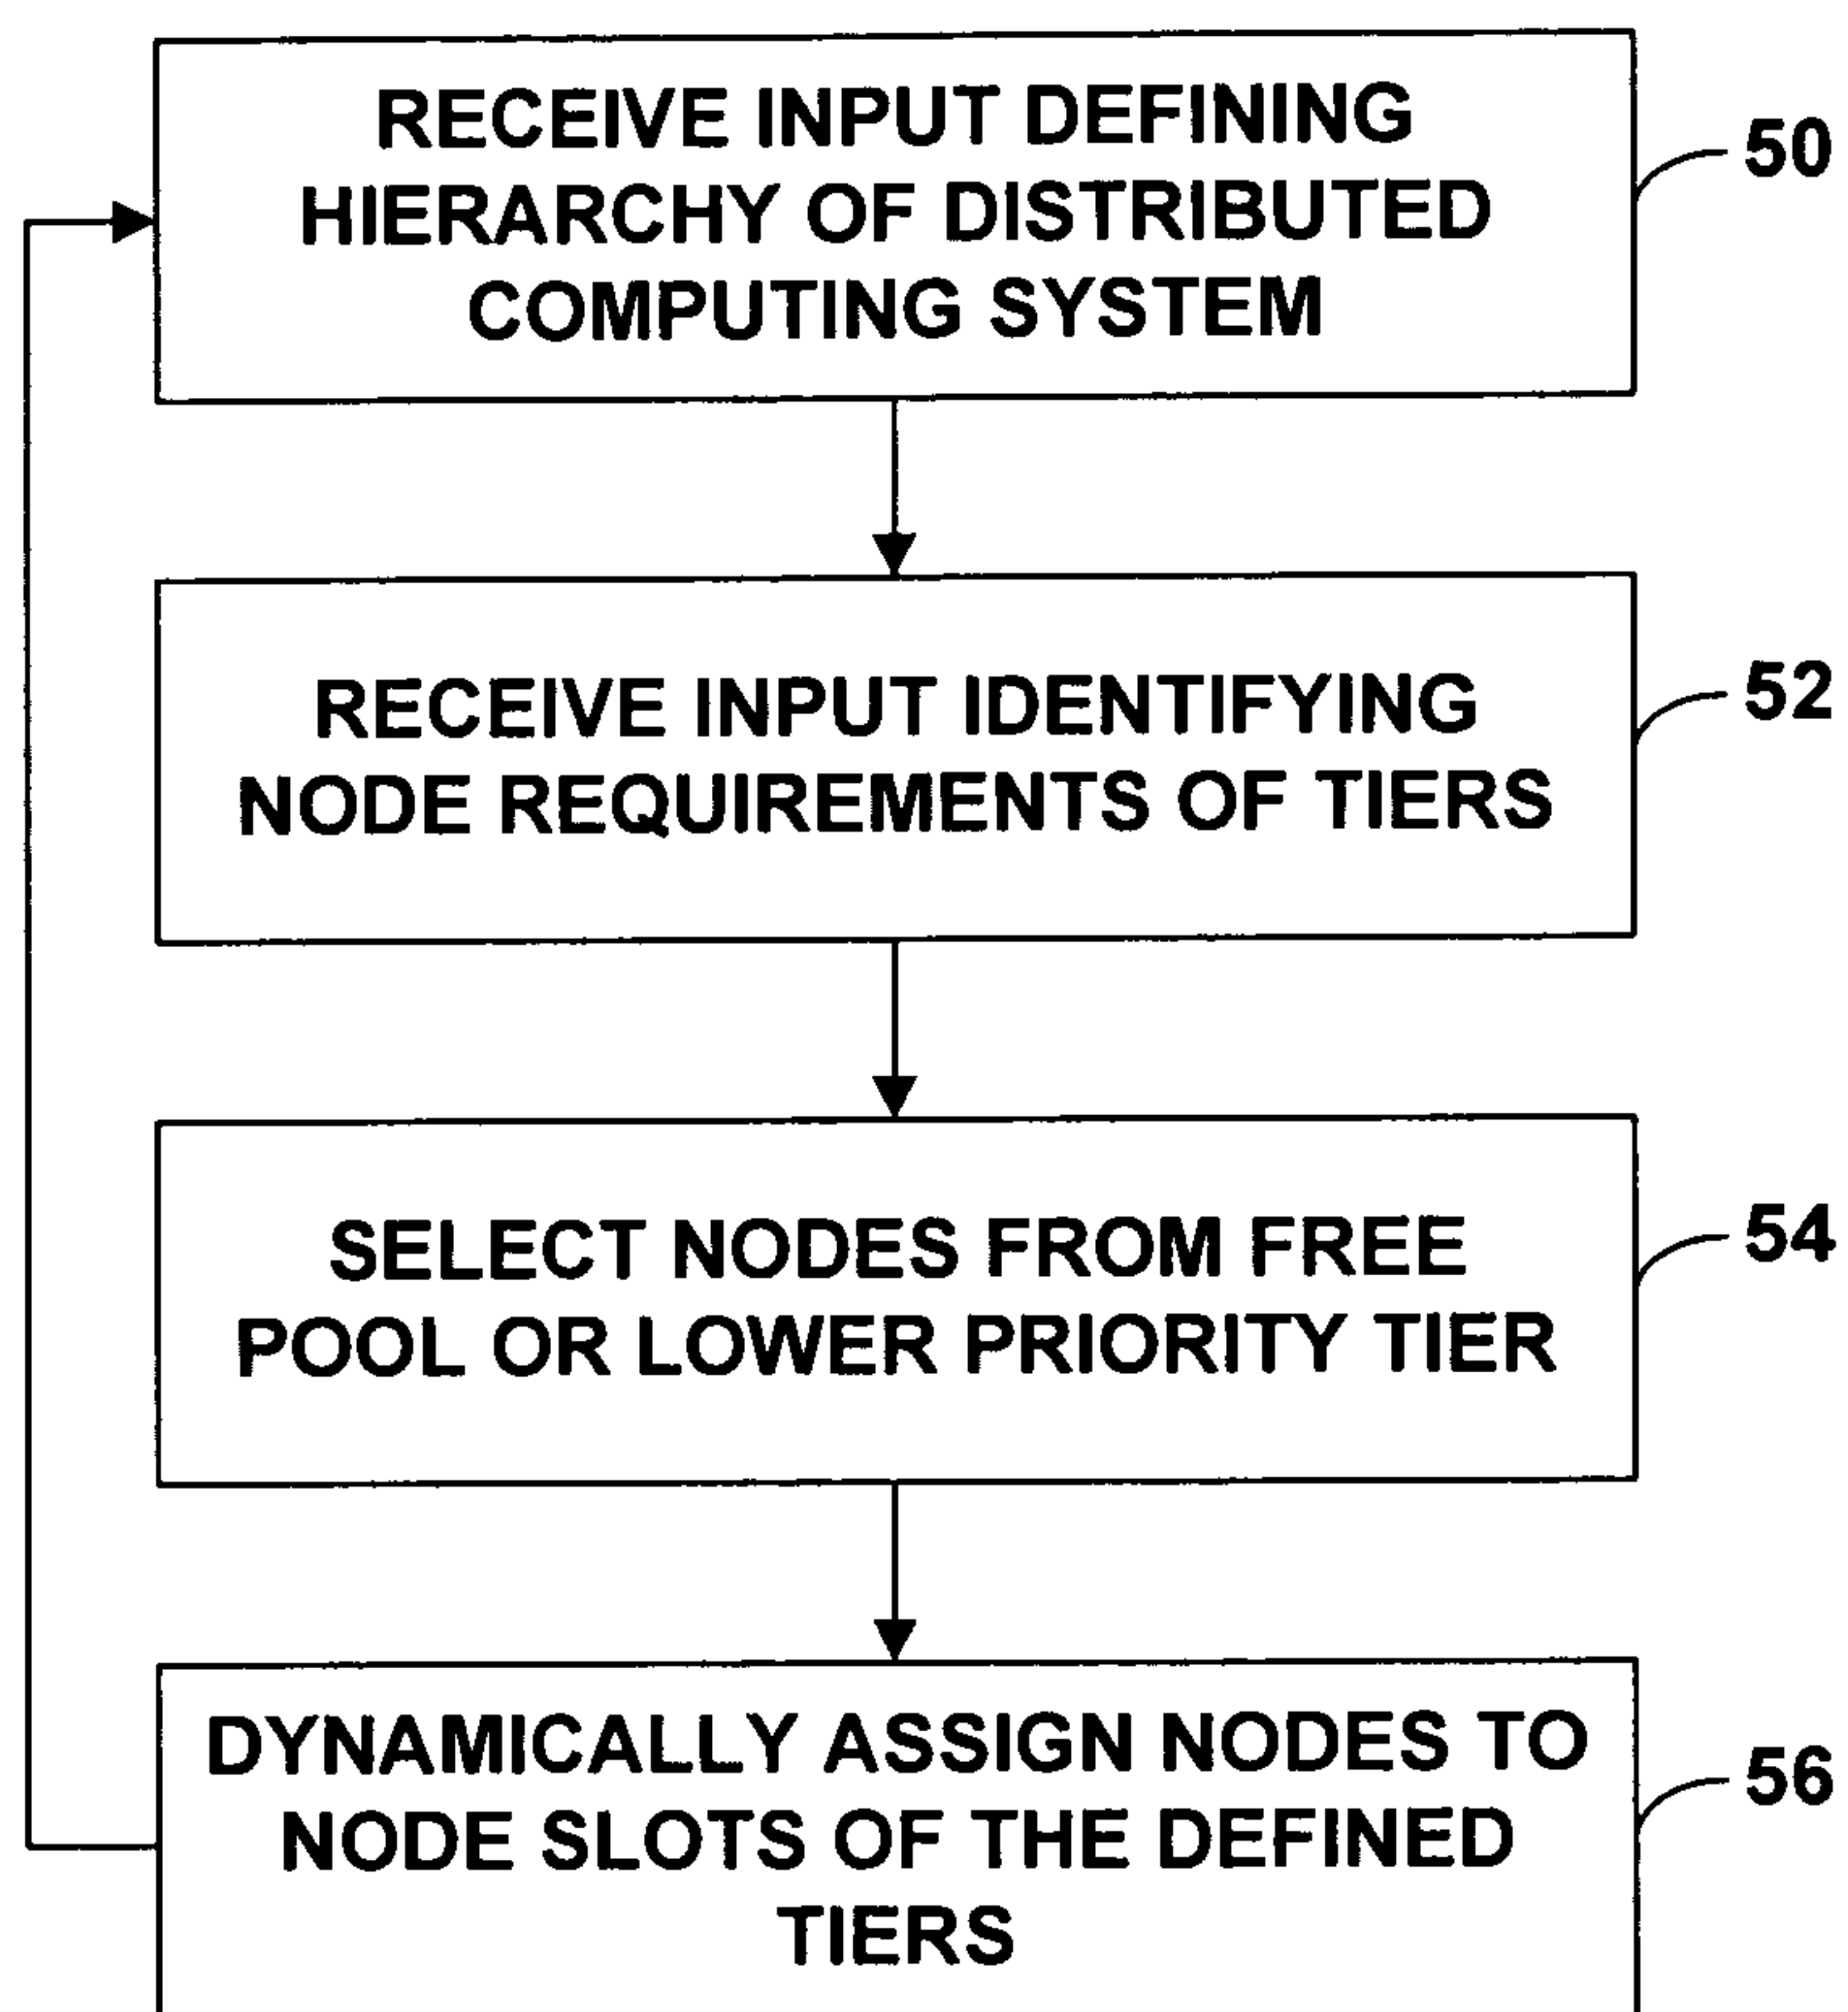 RECEIVE INPUT DEFINING
HIERARCHY OF DISTRIBUTED
COMPUTING SYSTEM
50
RECEIVE INPUT IDENTIFYING
NODE REQUIREMENTS OF TIERS
52
SELECT NODES FROM FREE
POOL OR LOWER PRIORITY TIER
54
DYNAMICALLY ASSIGN NODES TO
NODE SLOTS OF THE DEFINED
TIERS
56